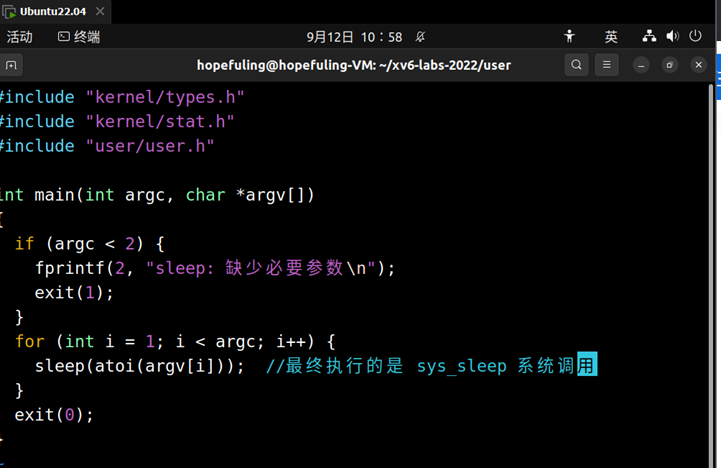 Ubuntu22.04
活动 终端 9月12日 10：58 英
hopefuling@hopefuling-VM: ~/xv6-labs-2022/user
#include "kernel/types.h"
#include "kernel/stat.h"
#include "user/user.h"
int main(int argc, char *argv[])
{
if (argc < 2) {
fprintf(2, "sleep: 缺少必要参数\n");
exit(1);
}
for (int i = 1; i < argc; i++) {
sleep(atoi(argv[i])); //最终执行的是 sys_sleep 系统调用
}
exit(0);
}